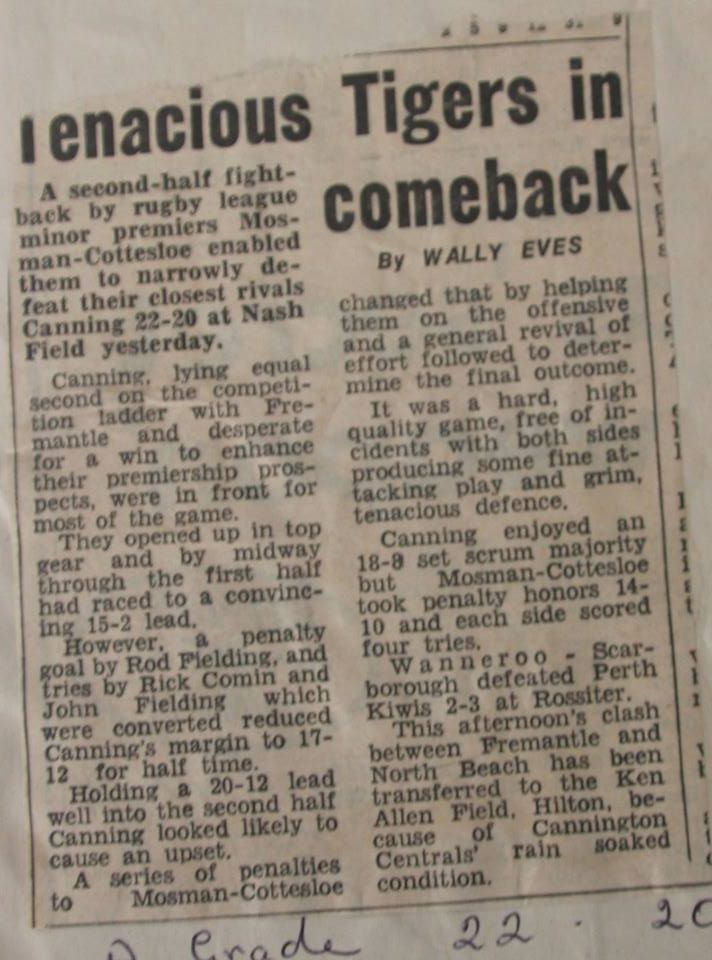 Tenacious Tigers in
comeback
By WALLY EVES
A second-half fight-
back by rugby league
minor premiers Mos-
man-Cottesloe enabled
them to narrowly de-
feat their closest rivals
Canning 22-20 at Nash
Field yesterday.
Canning, lying equal
second on the competi-
tion ladder with Fre-
mantle and desperate
for a win to enhance
their premiership pros-
pects, were in front for
most of the game.
They opened up in top
gear and by midway
through the first half
had raced to a convinc-
ing 15-2 lead.
However, a penalty
goal by Rod Fielding, and
tries by Rick Comin and
John Fielding which
were converted reduced
Canning's margin to 17-
12 for half time.
Holding a 20-12 lead
well into the second half
Canning looked likely to
cause an upset.
A series of penalties
to Mosman-Cottesloe
changed that by helping
them on the offensive
and a general revival of
effort followed to deter-
mine the final outcome.
It was a hard, high
quality game, free of in-
cidents with both sides
producing some fine at-
tacking play and grim,
tenacious defence.
Canning enjoyed an
18-8 set scrum majority
but Mosman-Cottesloe
took penalty honors 14-
10 and each side scored
four tries.
Wanneroo - Scar-
borough defeated Perth
Kiwis 2-3 at Rossiter.
This afternoon's clash
between Fremantle and
North Beach has been
transferred to the Ken
Allen Field, Hilton, be-
cause of Cannington
Centrals' rain soaked
condition.
Grade 22 . 20